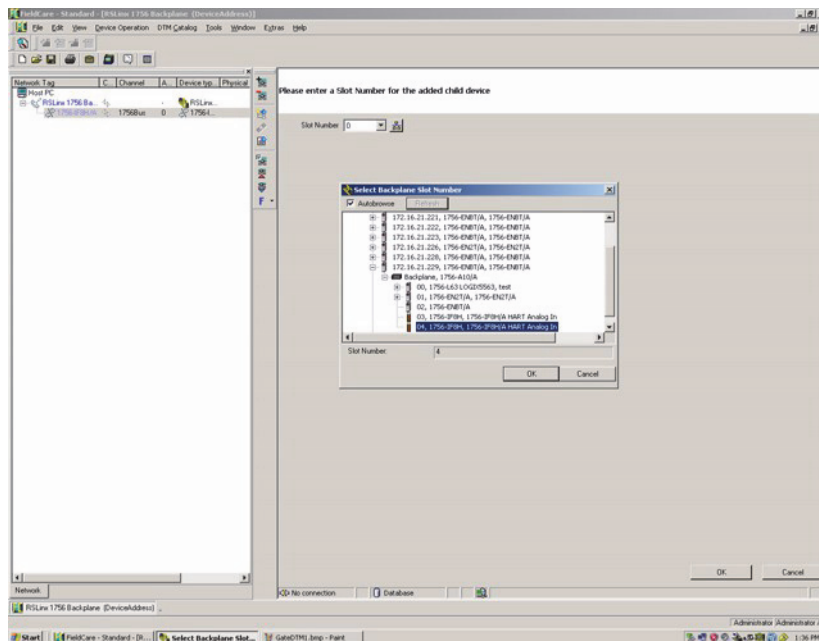 FieldCare - Standard - [RSLinx 1756 Backplane (DeviceAddress)]
File Edit View Device Operation DTM Catalog Tools Window Extras Help
Network Tag C... Channel A... Device typ... Physical
Host PC
RSLinx 1756 Ba... - RSLinx...
1756-IF8H/A 1756Bus 0 1756-I...
Please enter a Slot Number for the added child device
Slot Number 0
Select Backplane Slot Number
Autobrowse Refresh
172.16.21.221, 1756-ENBT/A, 1756-ENBT/A
172.16.21.222, 1756-ENBT/A, 1756-ENBT/A
172.16.21.223, 1756-ENBT/A, 1756-ENBT/A
172.16.21.226, 1756-EN2T/A, 1756-EN2T/A
172.16.21.228, 1756-ENBT/A, 1756-ENBT/A
172.16.21.229, 1756-ENBT/A, 1756-ENBT/A
Backplane, 1756-A10/A
00, 1756-L63 LOGIX5563, test
01, 1756-EN2T/A, 1756-EN2T/A
02, 1756-ENBT/A
03, 1756-IF8H, 1756-IF8H/A HART Analog In
04, 1756-IF8H, 1756-IF8H/A HART Analog In
Slot Number: 4
OK Cancel
OK Cancel
Network
No connection Database
RSLinx 1756 Backplane (DeviceAddress)
Administrator Administrator
Start FieldCare - Standard - [R... Select Backplane Slot... GateDTM1.bmp - Paint 1:36 PM